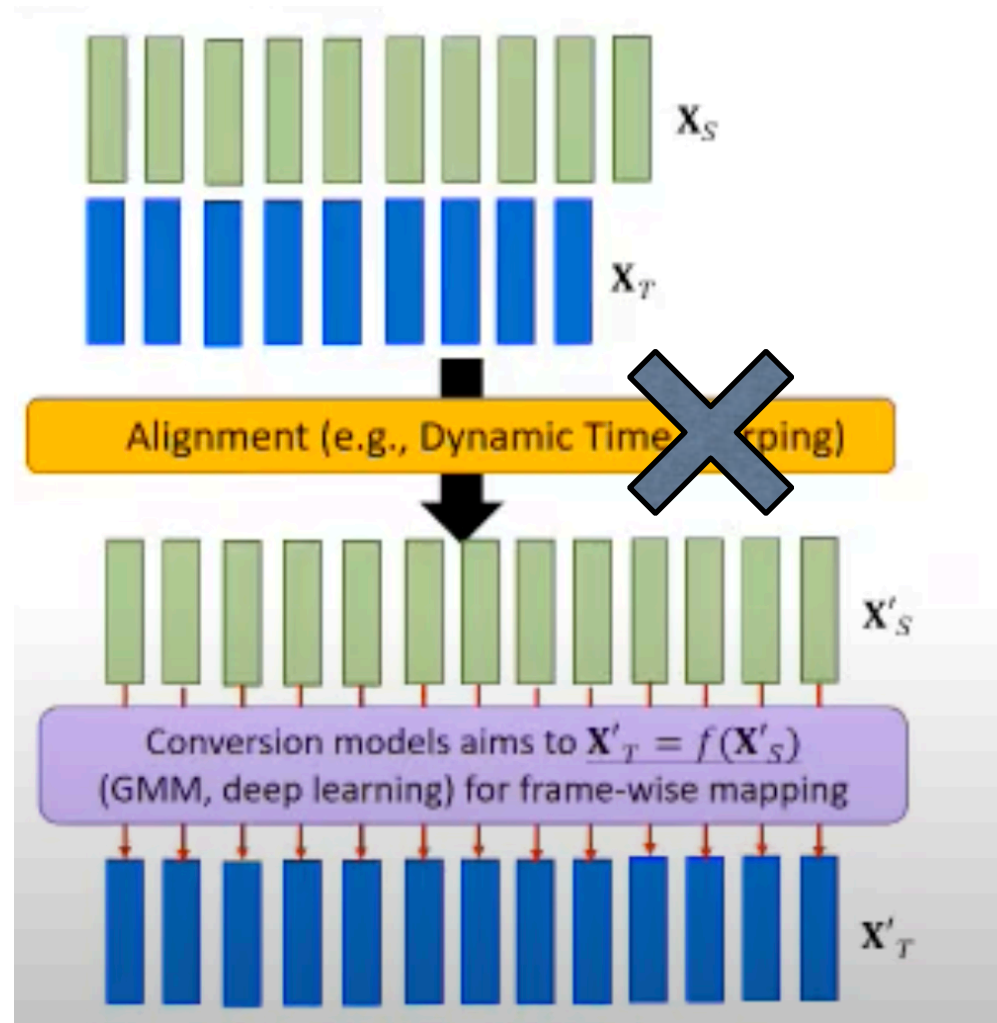 X_S
X_T
Alignment (e.g., Dynamic Time rping)
X'_S
Conversion models aims to X'_T = f(X'_S)
(GMM, deep learning) for frame-wise mapping
X'_T